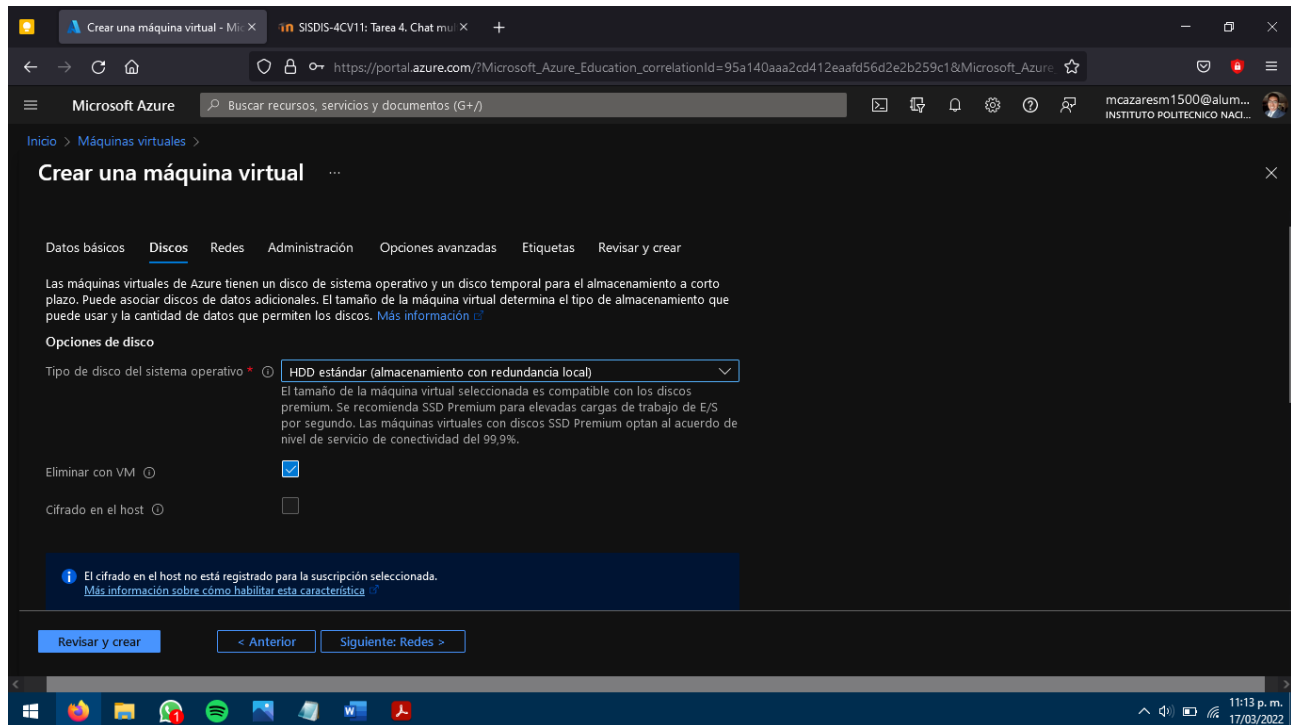 Crear una máquina virtual - Mic
SISDIS-4CV11: Tarea 4. Chat mul
https://portal.azure.com/?Microsoft_Azure_Education_correlationId=95a140aaa2cd412eaafd56d2e2b259c1&Microsoft_Azure
Microsoft Azure
Buscar recursos, servicios y documentos (G+/)
mcazaresm1500@alum...
INSTITUTO POLITECNICO NACI...
Inicio > Máquinas virtuales >
Crear una máquina virtual ...
Datos básicos Discos Redes Administración Opciones avanzadas Etiquetas Revisar y crear
Las máquinas virtuales de Azure tienen un disco de sistema operativo y un disco temporal para el almacenamiento a corto
plazo. Puede asociar discos de datos adicionales. El tamaño de la máquina virtual determina el tipo de almacenamiento que
puede usar y la cantidad de datos que permiten los discos. Más información
Opciones de disco
Tipo de disco del sistema operativo *
HDD estándar (almacenamiento con redundancia local)
El tamaño de la máquina virtual seleccionada es compatible con los discos
premium. Se recomienda SSD Premium para elevadas cargas de trabajo de E/S
por segundo. Las máquinas virtuales con discos SSD Premium optan al acuerdo de
nivel de servicio de conectividad del 99,9%.
Eliminar con VM
Cifrado en el host
El cifrado en el host no está registrado para la suscripción seleccionada.
Más información sobre cómo habilitar esta característica
Revisar y crear
< Anterior
Siguiente: Redes >
11:13 p. m.
17/03/2022